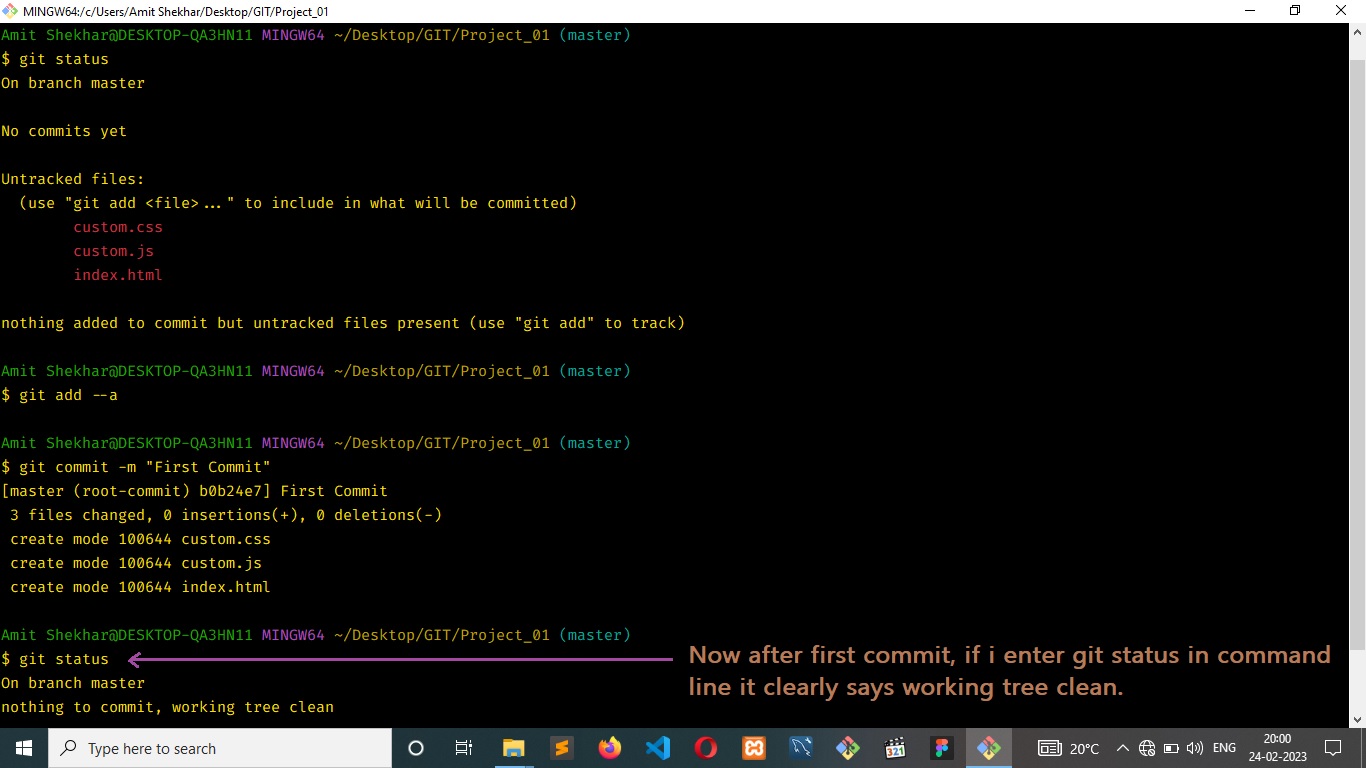 MINGW64:/c/Users/Amit Shekhar/Desktop/GIT/Project_01
Amit Shekhar@DESKTOP-QA3HN11 MINGW64 ~/Desktop/GIT/Project_01 (master)
$ git status
On branch master
No commits yet
Untracked files:
(use "git add <file>..." to include in what will be committed)
custom.css
custom.js
index.html
nothing added to commit but untracked files present (use "git add" to track)
Amit Shekhar@DESKTOP-QA3HN11 MINGW64 ~/Desktop/GIT/Project_01 (master)
$ git add --a
Amit Shekhar@DESKTOP-QA3HN11 MINGW64 ~/Desktop/GIT/Project_01 (master)
$ git commit -m "First Commit"
[master (root-commit) b0b24e7] First Commit
3 files changed, 0 insertions(+), 0 deletions(-)
create mode 100644 custom.css
create mode 100644 custom.js
create mode 100644 index.html
Amit Shekhar@DESKTOP-QA3HN11 MINGW64 ~/Desktop/GIT/Project_01 (master)
$ git status
On branch master
nothing to commit, working tree clean
Now after first commit, if i enter git status in command
line it clearly says working tree clean.
Type here to search
321
20°C
ENG
20:00
24-02-2023